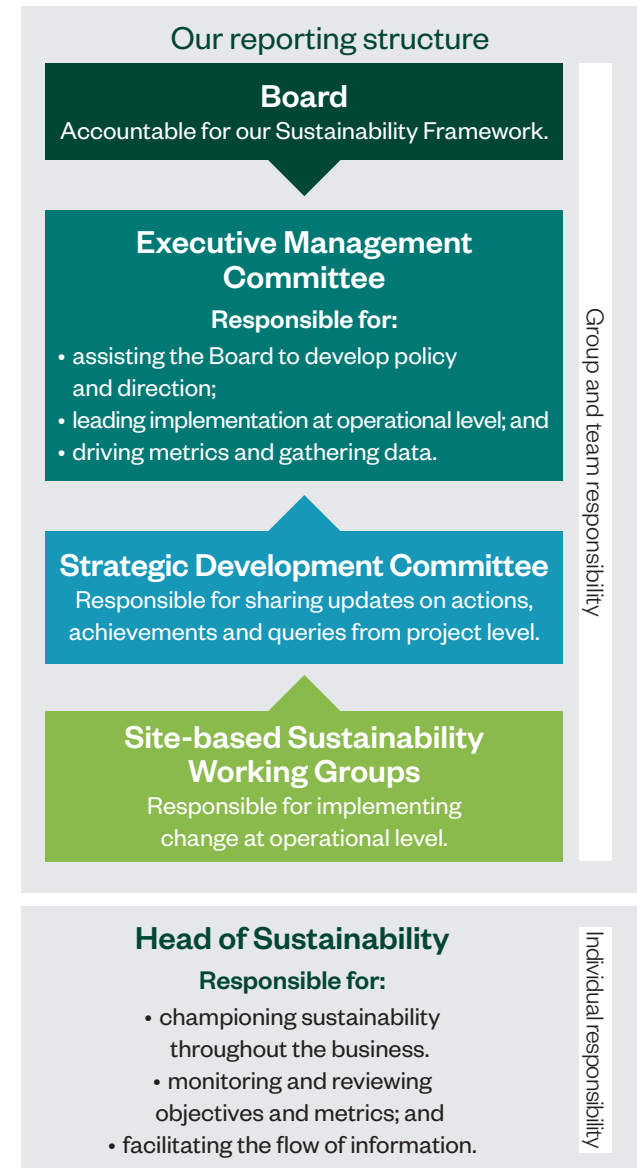 Our reporting structure
Board
Accountable for our Sustainability Framework.
Executive Management
Committee
Responsible for:
• assisting the Board to develop policy
and direction;
• leading implementation at operational level; and
• driving metrics and gathering data.
Strategic Development Committee
Responsible for sharing updates on actions,
achievements and queries from project level.
Site-based Sustainability
Working Groups
Responsible for implementing
change at operational level.
Group and team responsibility
Head of Sustainability
Responsible for:
• championing sustainability
throughout the business.
• monitoring and reviewing
objectives and metrics; and
• facilitating the flow of information.
Individual responsibility